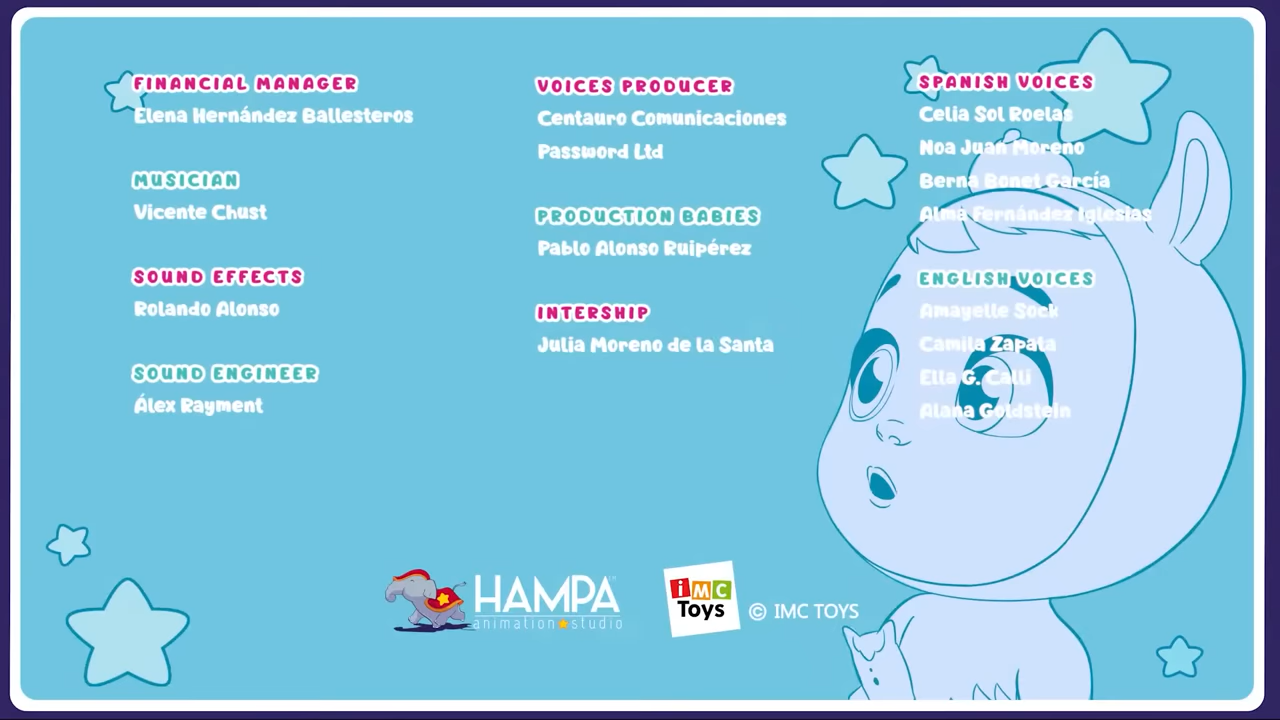 FINANCIAL MANAGER
Elena Hernández Ballesteros
MUSICIAN
Vicente Chust
SOUND EFFECTS
Rolando Alonso
SOUND ENGINEER
Álex Rayment
VOICES PRODUCER
Centauro Comunicaciones
Password Ltd
PRODUCTION BABIES
Pablo Alonso Ruipérez
INTERSHIP
Julia Moreno de la Santa
SPANISH VOICES
Celia Sol Roelas
Noa Juan Moreno
Berna Bonet García
Alma Fernández Iglesias
ENGLISH VOICES
Amayelle Sock
Camila Zapata
Ella G. Calli
Alana Goldstein
HAMPA
animation studio
iMC
Toys
© IMC TOYS